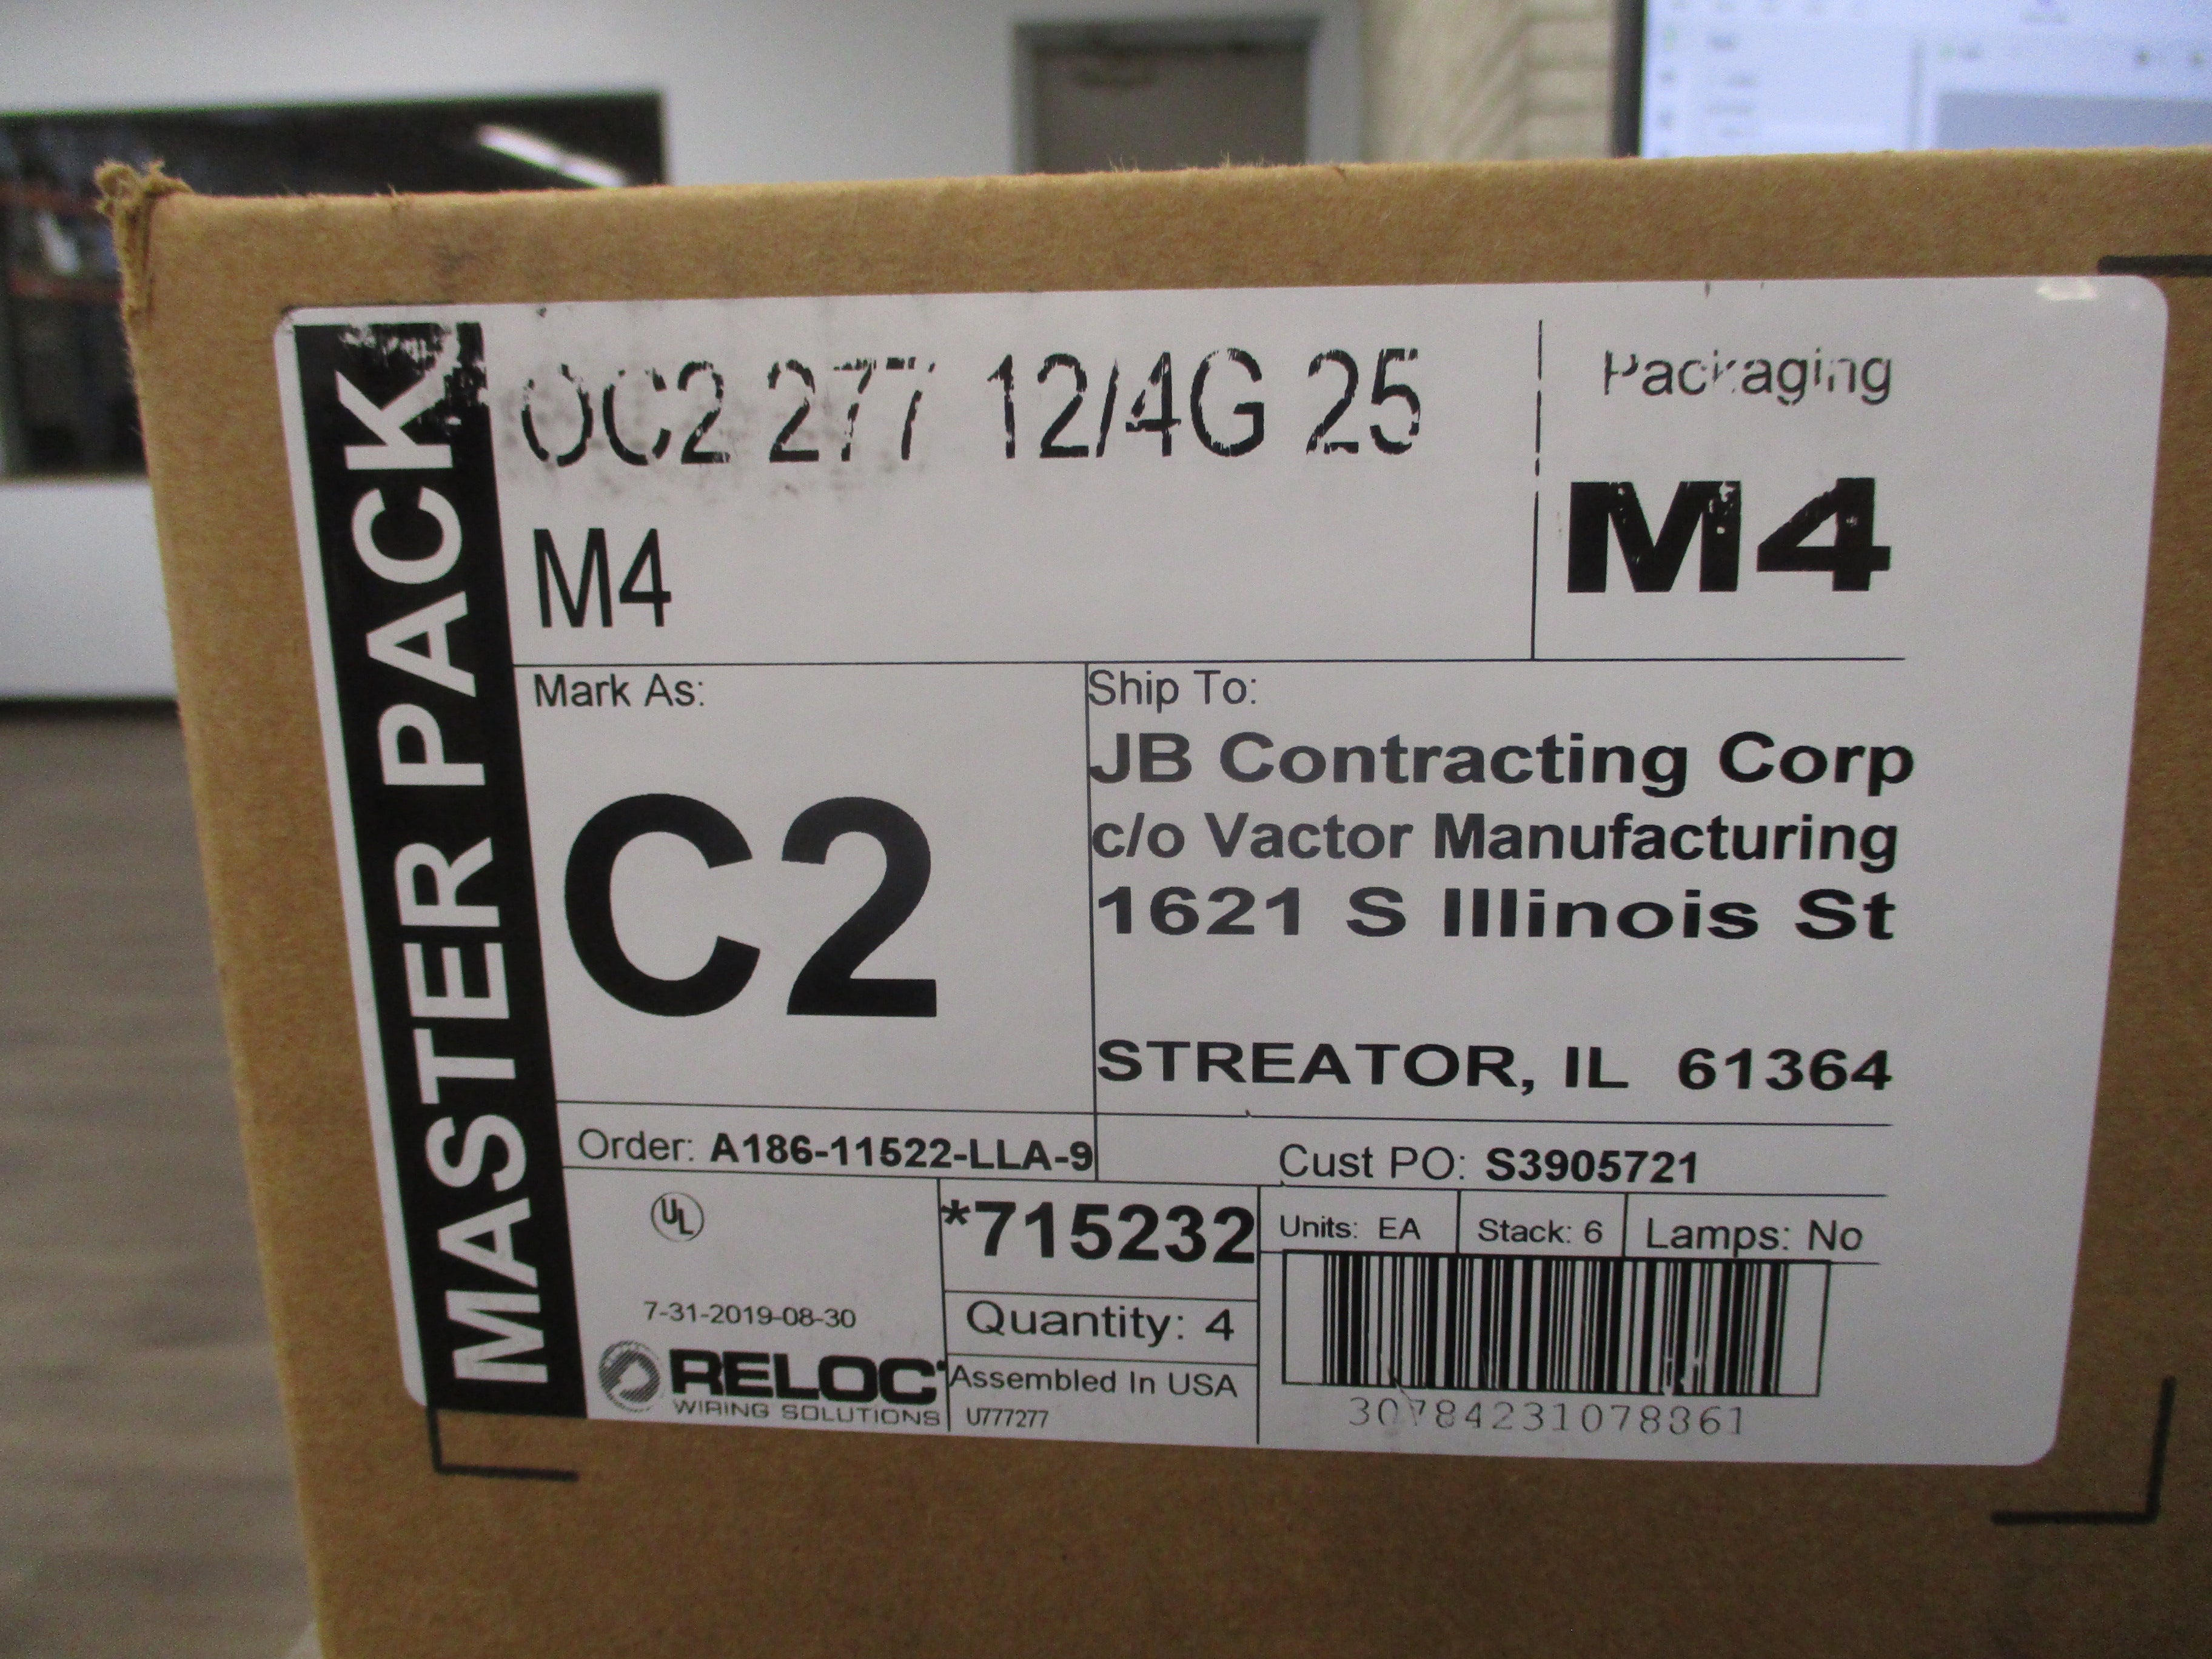 MASTER PACK
OC2 277 12/4G 25
M4
Packaging
M4
Mark As:
C2
Ship To:
JB Contracting Corp
c/o Vactor Manufacturing
1621 S Illinois St
STREATOR, IL 61364
Order: A186-11522-LLA-9
Cust PO: S3905721
UL
7-31-2019-08-30
RELOC
WIRING SOLUTIONS
*715232
Quantity: 4
Assembled In USA
U777277
Units: EA
Stack: 6
Lamps: No
30784231078361